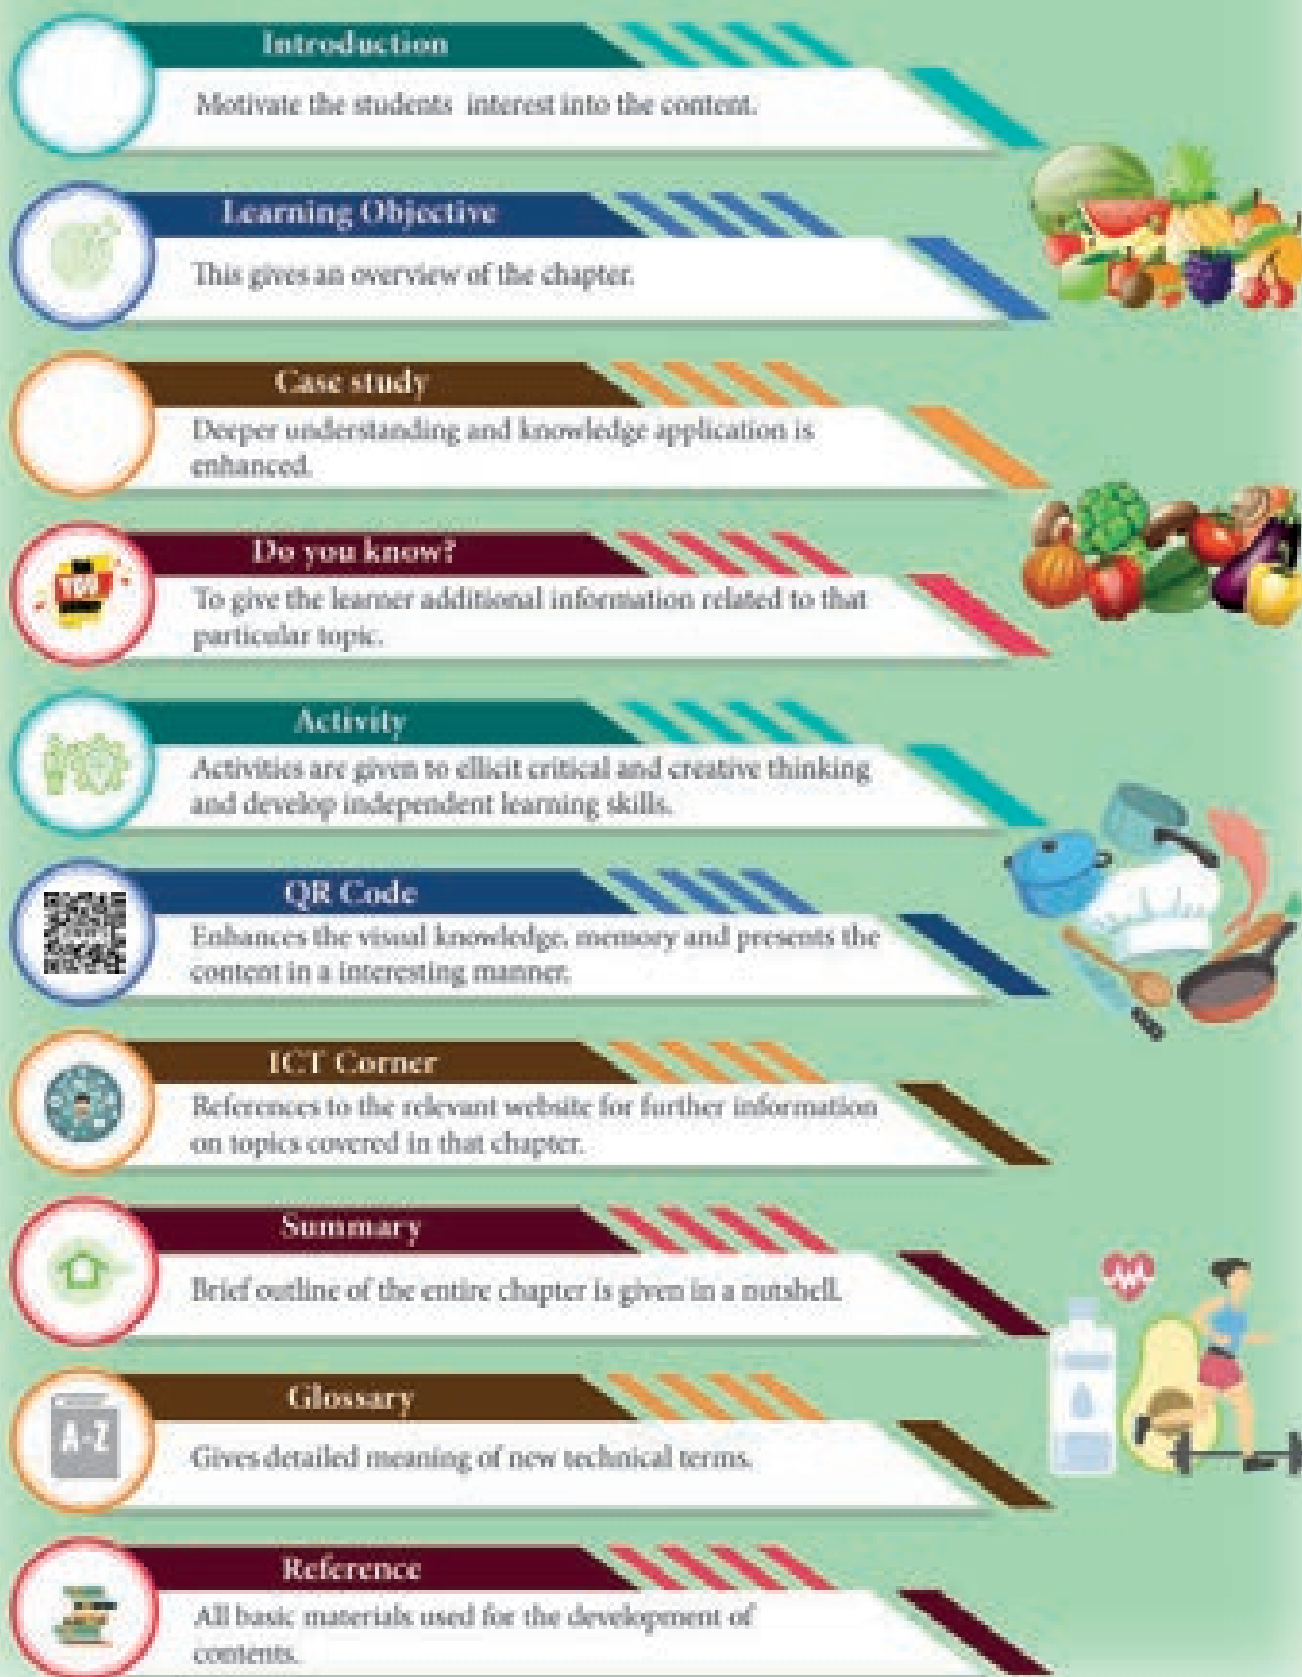 Introduction
Motivate the students interest into the content.
Learning Objective
This gives an overview of the chapter.
Case study
Deeper understanding and knowledge application is
enhanced.
Do you know?
YOU
To give the learner additional information related to that
particular topic.
Activity
Activities are given to ellicit critical and creative thinking
and develop independent learning skills.
QR Code
Enhances the visual knowledge, memory and presents the
content in a interesting manner.
ICT Corner
References to the relevant website for further information
on topics covered in that chapter.
Summary
Brief outline of the entire chapter is given in a nutshell.
Glossary
A-Z
Gives detailed meaning of new technical terms.
Reference
All basic materials used for the development of
contents.